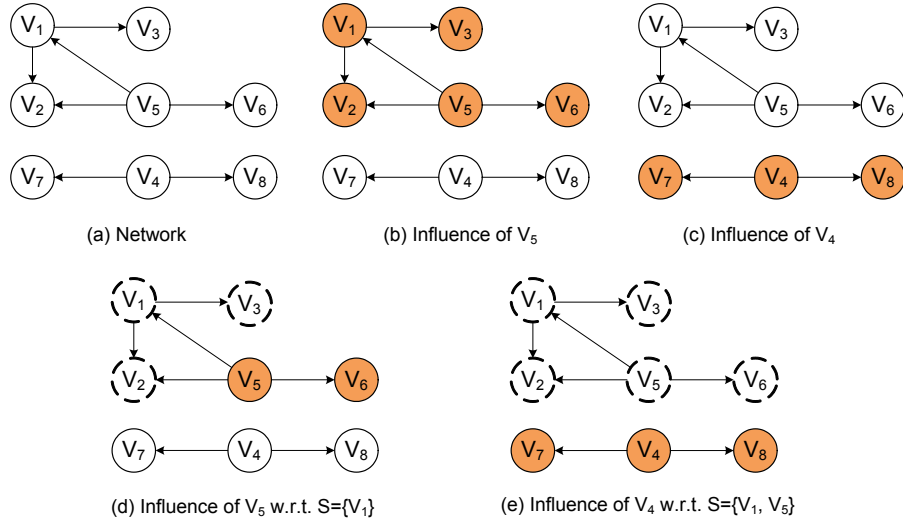 V1 V3 V1 V3 V1 V3
V2 V5 V6 V2 V5 V6 V2 V5 V6
V7 V4 V8 V7 V4 V8 V7 V4 V8
(a) Network (b) Influence of V5 (c) Influence of V4
V1 V3 V1 V3
V2 V5 V6 V2 V5 V6
V7 V4 V8 V7 V4 V8
(d) Influence of V5 w.r.t. S={V1} (e) Influence of V4 w.r.t. S={V1, V5}